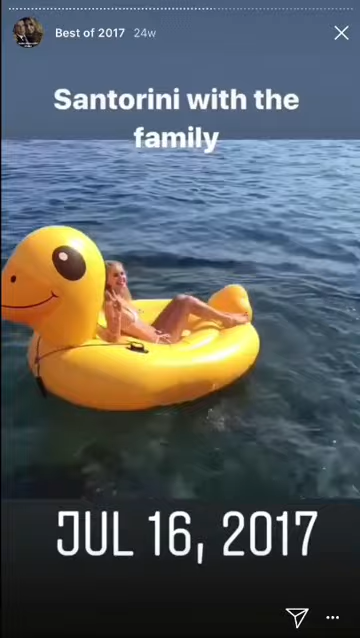 Best of 2017 24w
Santorini with the
family
JUL 16, 2017